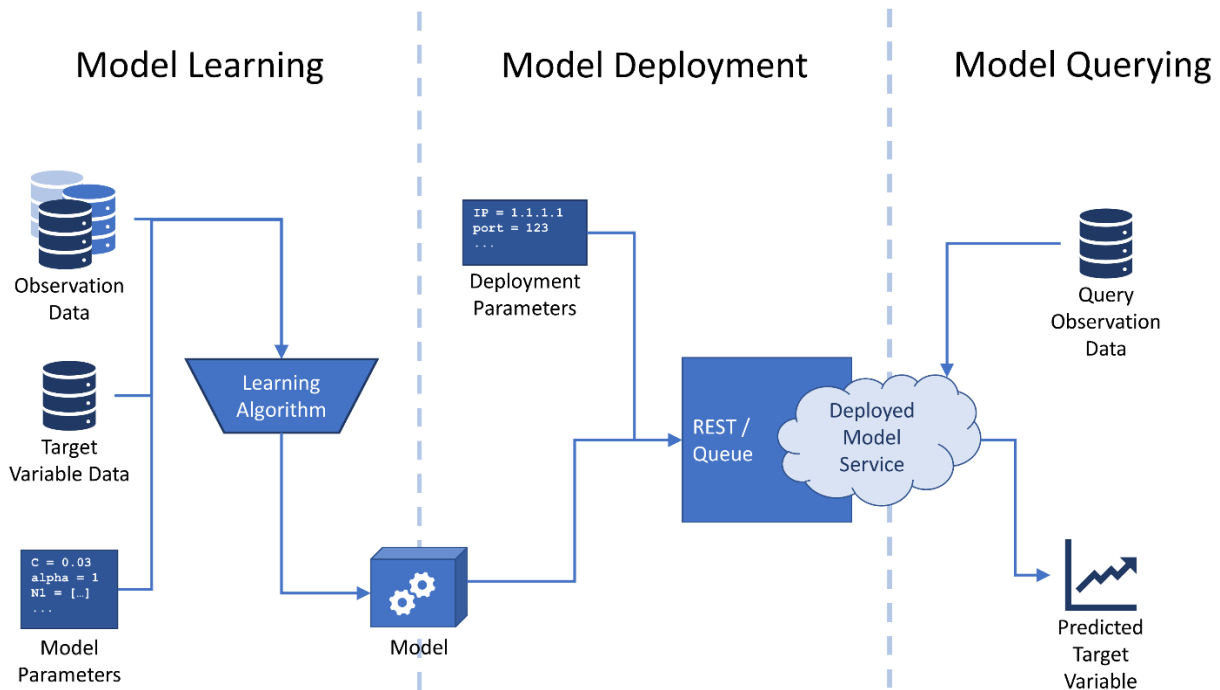 Model Learning
Model Deployment
Model Querying
Observation
Data
Target
Variable Data
C = 0.03
alpha = 1
N1 = […]
...
Model
Parameters
Learning
Algorithm
Model
IP = 1.1.1.1
port = 123
...
Deployment
Parameters
REST /
Queue
Deployed
Model
Service
Query
Observation
Data
Predicted
Target
Variable